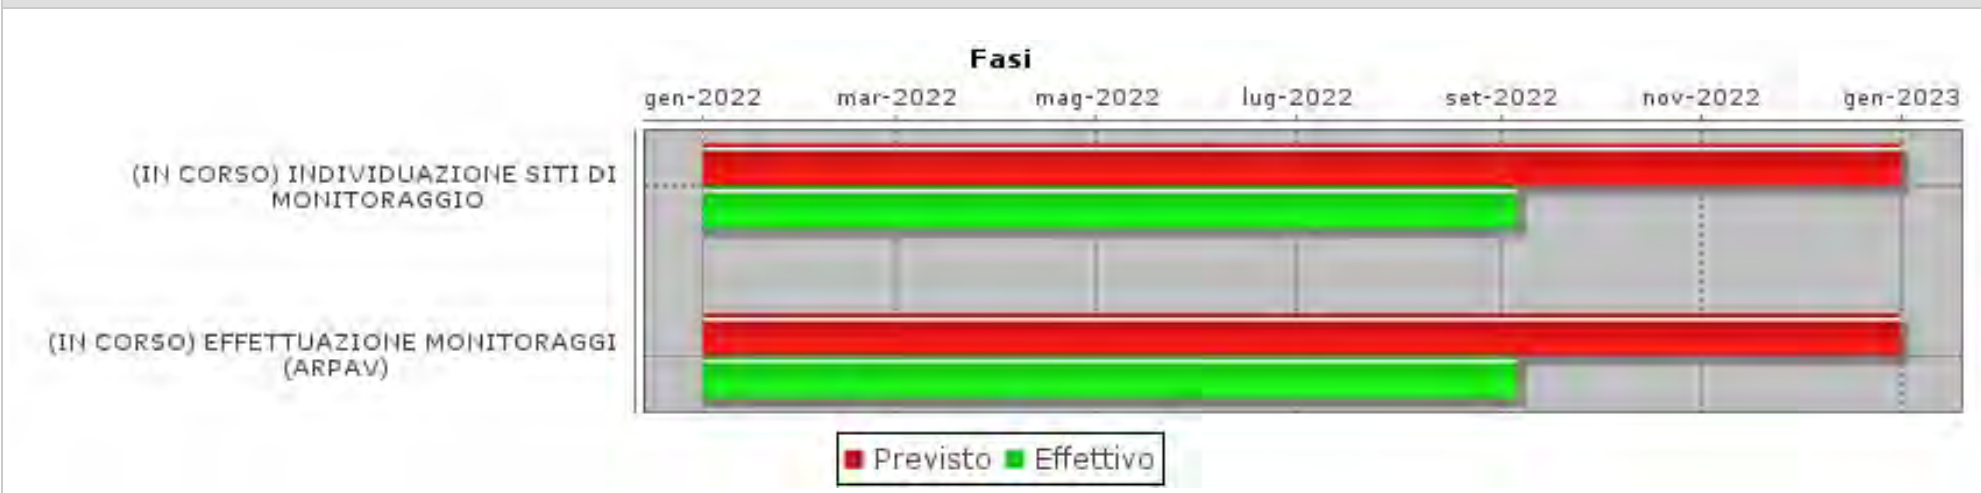 Fasi
gen-2022 mar-2022 mag-2022 lug-2022 set-2022 nov-2022 gen-2023
(IN CORSO) INDIVIDUAZIONE SITI DI
MONITORAGGIO
(IN CORSO) EFFETTUAZIONE MONITORAGGI
(ARPAV)
Previsto Effettivo